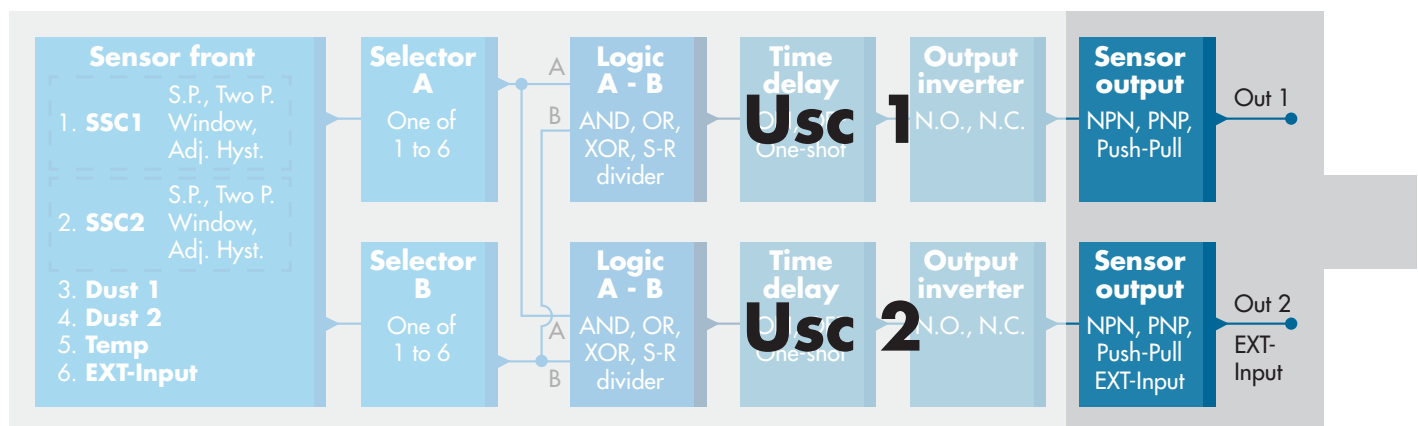 Sensor front
1. SSC1
S.P., Two P.
Window,
Adj. Hyst.
2. SSC2
S.P., Two P.
Window,
Adj. Hyst.
3. Dust 1
4. Dust 2
5. Temp
6. EXT-Input
Selector
A
One of
1 to 6
Selector
B
One of
1 to 6
A
B
Logic
A - B
AND, OR,
XOR, S-R
divider
Time
delay
One-shot
Usc 1
Output
inverter
N.O., N.C.
Sensor
output
NPN, PNP,
Push-Pull
Out 1
A
B
Logic
A - B
AND, OR,
XOR, S-R
divider
Time
delay
One-shot
Usc 2
Output
inverter
N.O., N.C.
Sensor
output
NPN, PNP,
Push-Pull
EXT-Input
Out 2
EXT-
Input